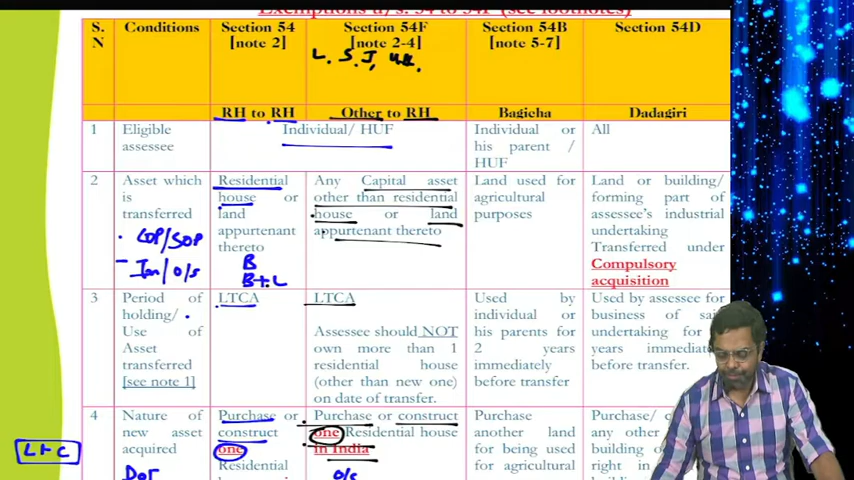 Exemptions u/s. 54 to 54F (see footnotes)
S. N
Conditions
Section 54 [note 2]
Section 54F [note 2-4]
L. S. J,
Section 54B [note 5-7]
Section 54D
RH to RH
Other to RH
Bagicha
Dadagiri
1
Eligible
assessee
Individual/ HUF
Individual or
his parent /
HUF
All
2
Asset which
is
transferred
Residential
house or
land
appurtenant
thereto
B
B+L
Any Capital asset
other than residential
house or land
appurtenant thereto
Land used for
agricultural
purposes
Land or building/
forming part of
assessee's industrial
undertaking
Transferred under
Compulsory
acquisition
3
Period of
holding/
Use of
Asset
transferred
[see note 1]
LTCA
LTCA
Assessee should NOT
own more than 1
residential house
(other than new one)
on date of transfer.
Used by
individual or
his parents for
2 years
immediately
before transfer
Used by assessee for
business of
undertaking for
years
before transfer.
4
Nature of
new asset
acquired
Purchase or
construct
one
Residential
Purchase or construct
one Residential house
in India
o/s
Purchase
another land
for being used
for agricultural
Purchase/
any other
building
right in
L+C